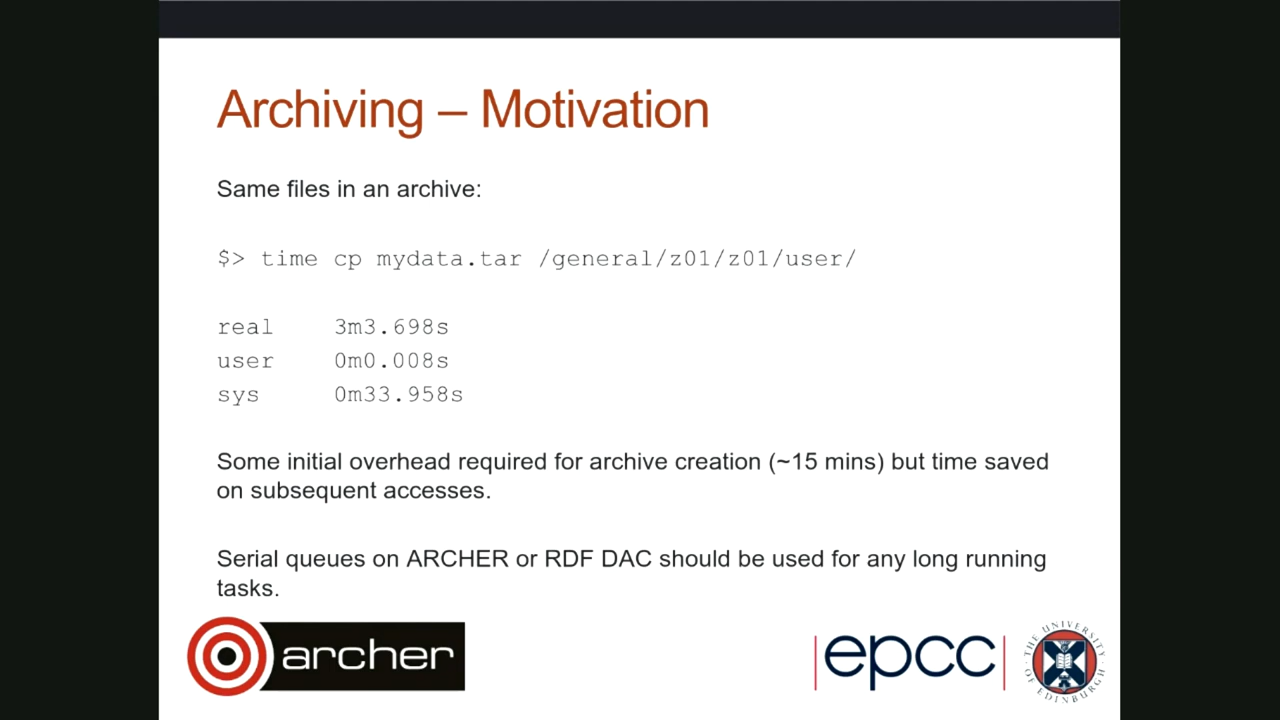 Archiving – Motivation
Same files in an archive:
$> time cp mydata.tar /general/z01/z01/user/
real 3m3.698s
user 0m0.008s
sys 0m33.958s
Some initial overhead required for archive creation (~15 mins) but time saved
on subsequent accesses.
Serial queues on ARCHER or RDF DAC should be used for any long running
tasks.
archer
epcc
THE UNIVERSITY
OF EDINBURGH